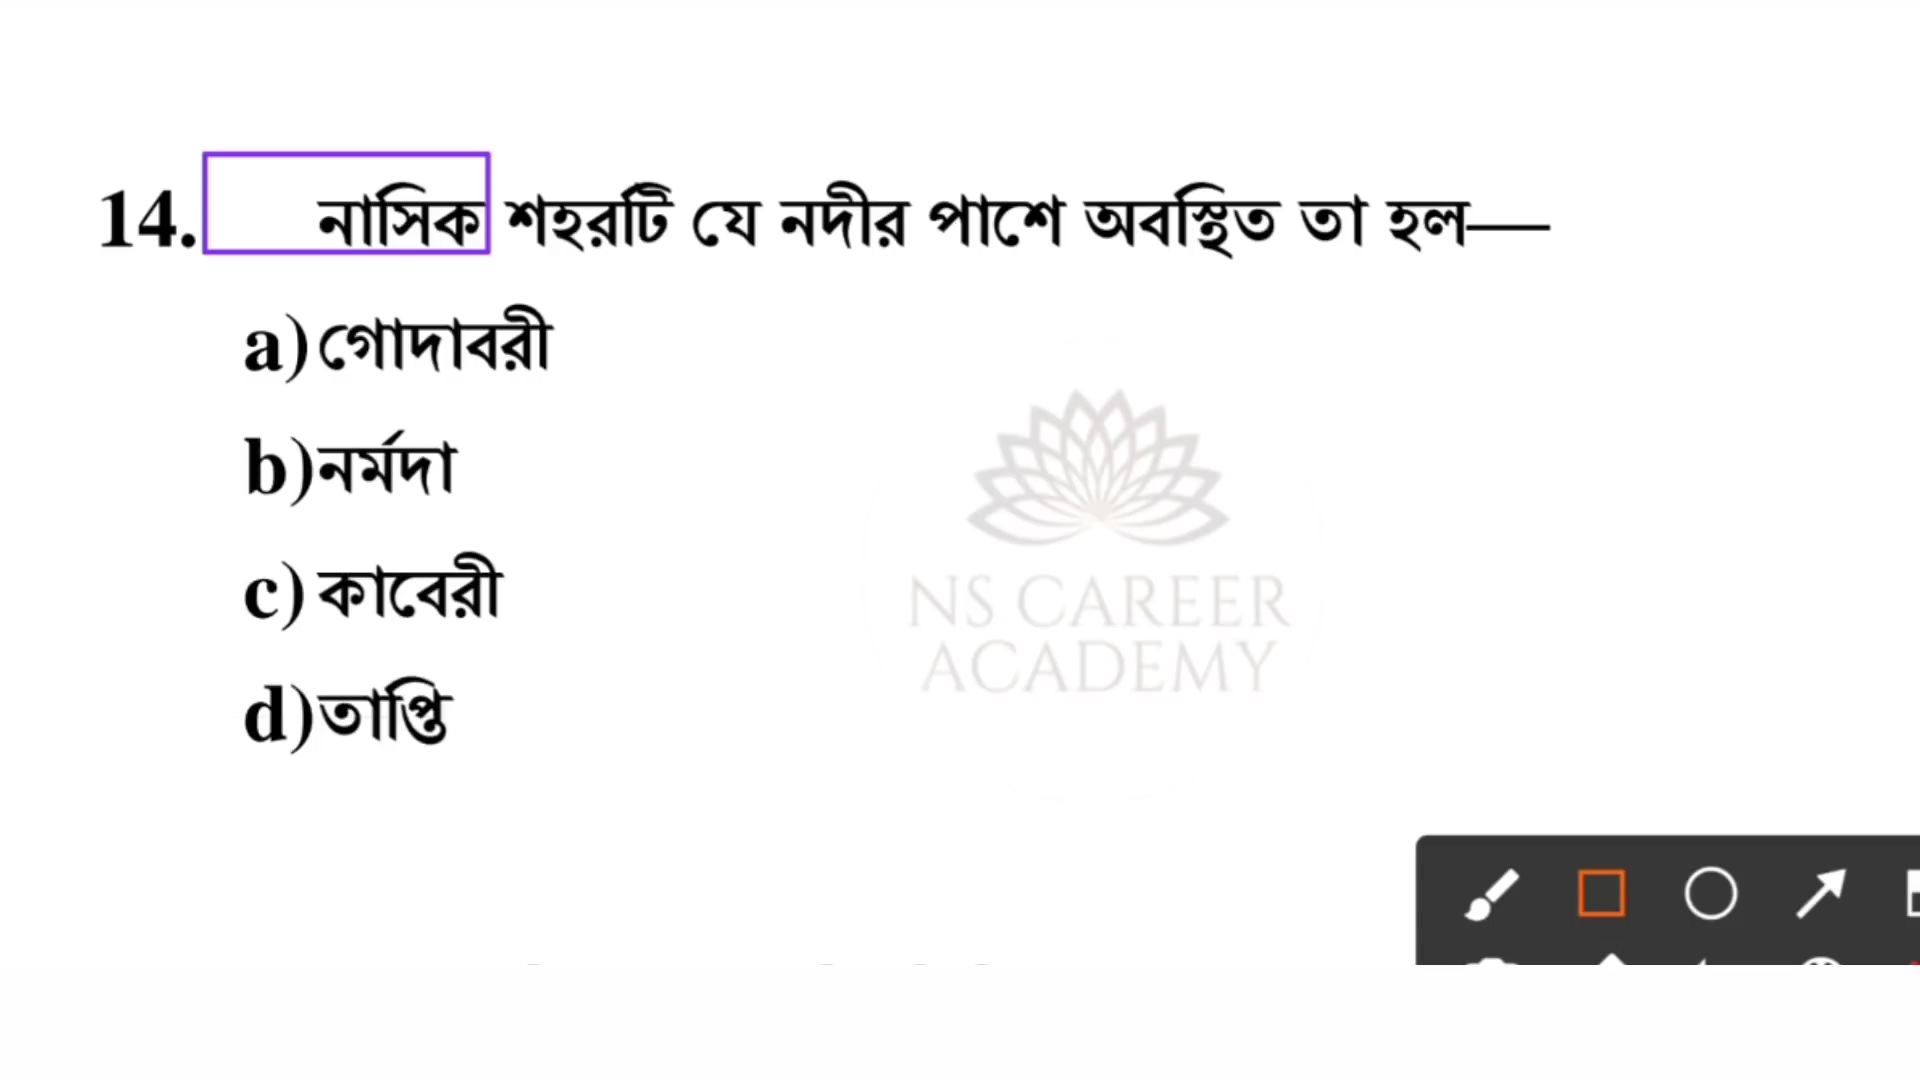 14. নাসিক শহরটি যে নদীর পাশে অবস্থিত তা হল—
a) গোদাবরী
b) নর্মদা
c) কাবেরী
d) তাপ্তি
NS CAREER
ACADEMY